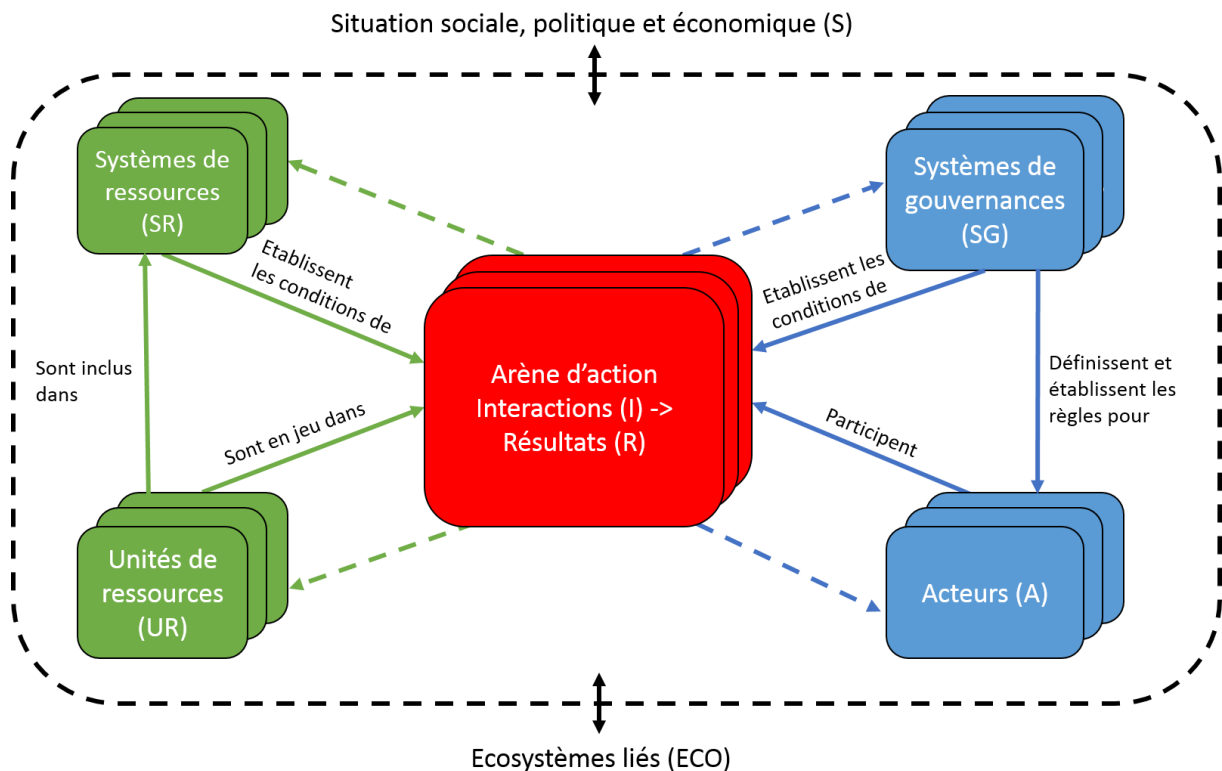 Situation sociale, politique et économique (S)
Systèmes de
ressources
(SR)
Systèmes de
gouvernances
(SG)
Etablissent
les conditions de
Etablissent les
conditions de
Sont inclus
dans
Arène d’action
Interactions (I) ->
Résultats (R)
Définissent et
établissent les
règles pour
Sont en jeu dans
Participent
Unités de
ressources
(UR)
Acteurs (A)
Ecosystèmes liés (ECO)